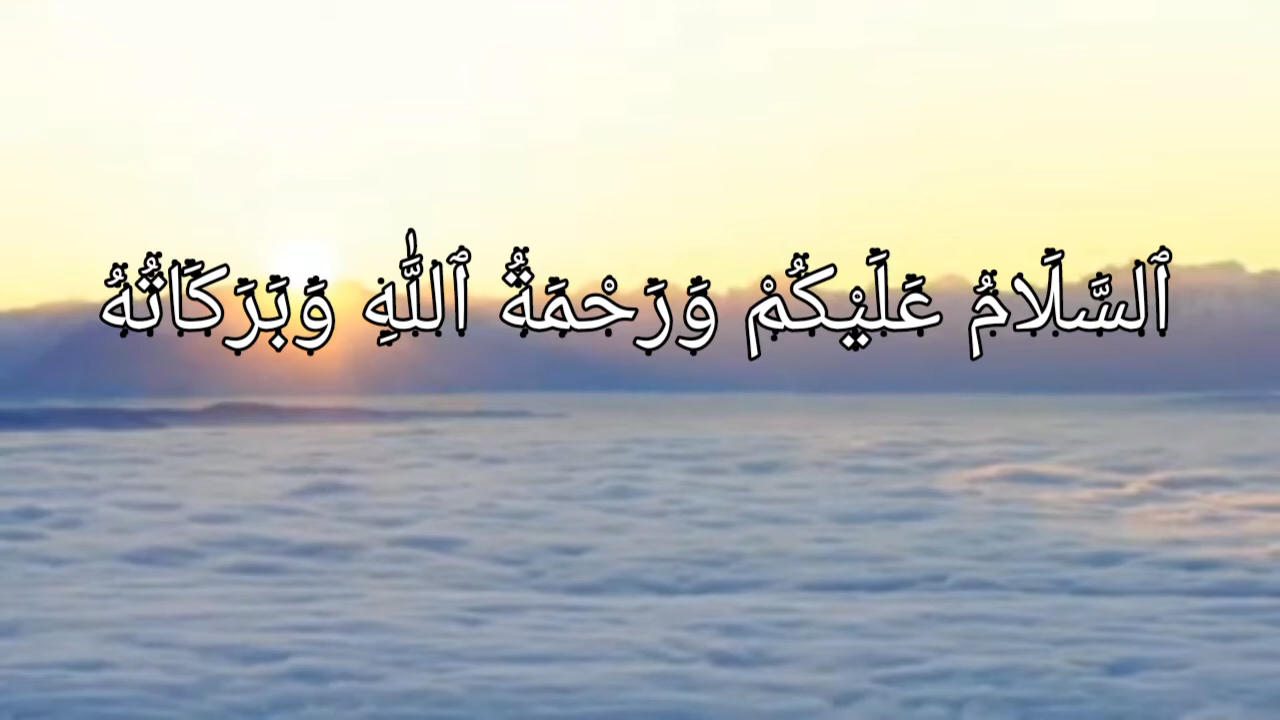 ٱلسَّلَامُ عَلَيْكُمْ وَرَحْمَةُ ٱللَّٰهِ وَبَرَكَاتُهُ